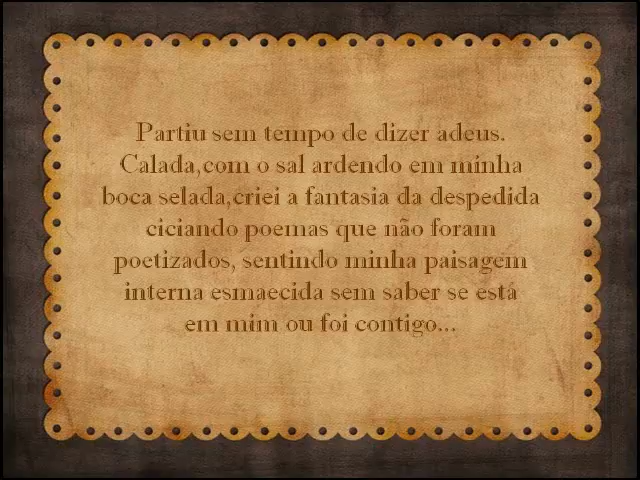 Partiu sem tempo de dizer adeus.
Calada,com o sal ardendo em minha
boca selada,criei a fantasia da despedida
ciciando poemas que não foram
poetizados, sentindo minha paisagem
interna esmaecida sem saber se está
em mim ou foi contigo...